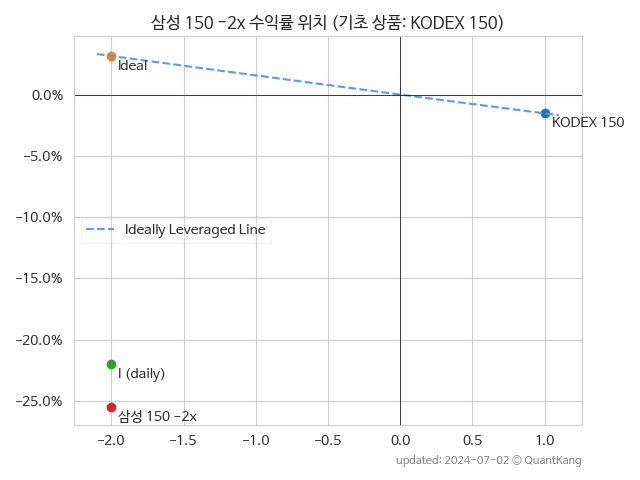 삼성 150 -2x 수익률 위치 (기초 상품: KODEX 150)
Ideal
0.0%
KODEX 150
-5.0%
-10.0%
Ideally Leveraged Line
-15.0%
-20.0%
I (daily)
-25.0%
삼성 150 -2x
-2.0 -1.5 -1.0 -0.5 0.0 0.5 1.0
updated: 2024-07-02 © QuantKang